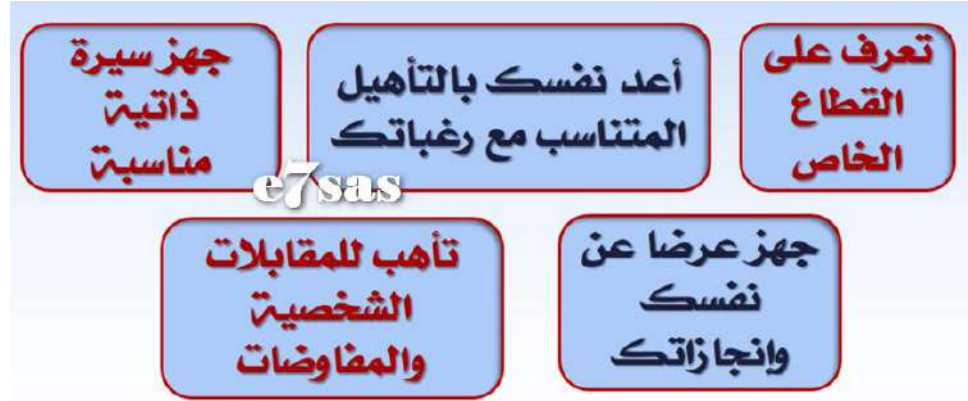 تعرف على
القطاع
الخاص
أعد نفسك بالتأهيل
المتناسب مع رغباتك
جهز سيرة
ذاتية
مناسبة
e7sas
جهز عرضا عن
نفسك
وانجازاتك
تأهب للمقابلات
الشخصية
والمفاوضات